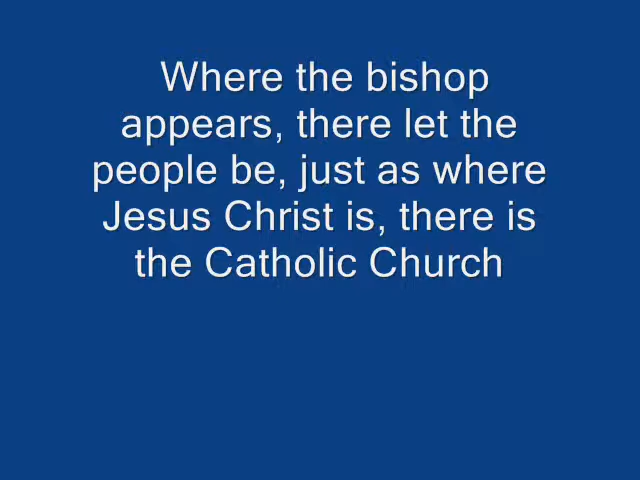 Where the bishop
appears, there let the
people be, just as where
Jesus Christ is, there is
the Catholic Church